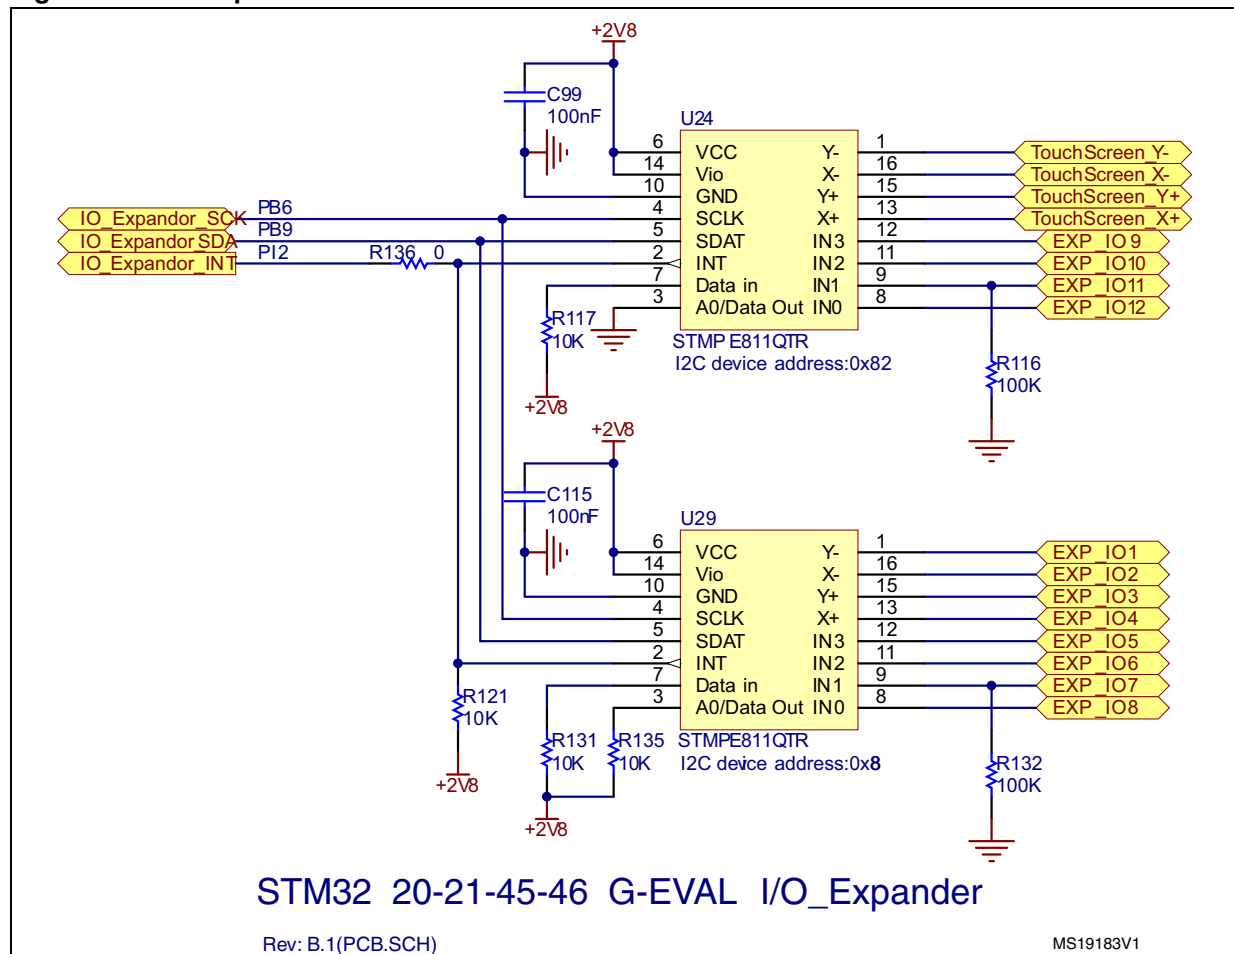 +2V8
C99
100nF
U24
6 VCC Y- 1 TouchScreen_Y-
14 Vio X- 16 TouchScreen_X-
10 GND Y+ 15 TouchScreen_Y+
IO_Expandor_SCK PB6 4 SCLK X+ 13 TouchScreen_X+
IO_Expandor SDA PB9 5 SDAT IN3 12 EXP_IO9
IO_Expandor_INT PI2 R136 0 2 INT IN2 11 EXP_IO10
7 Data in IN1 9 EXP_IO11
3 A0/Data Out IN0 8 EXP_IO12
R117
10K
STMPE811QTR
I2C device address:0x82
R116
100K
+2V8
+2V8
C115
100nF
U29
6 VCC Y- 1 EXP_IO1
14 Vio X- 16 EXP_IO2
10 GND Y+ 15 EXP_IO3
4 SCLK X+ 13 EXP_IO4
5 SDAT IN3 12 EXP_IO5
2 INT IN2 11 EXP_IO6
7 Data in IN1 9 EXP_IO7
3 A0/Data Out IN0 8 EXP_IO8
R121
10K
R131
10K
R135
10K
STMPE811QTR
I2C device address:0x8
R132
100K
+2V8
+2V8
STM32 20-21-45-46 G-EVAL I/O_Expander
Rev: B.1(PCB.SCH)
MS19183V1